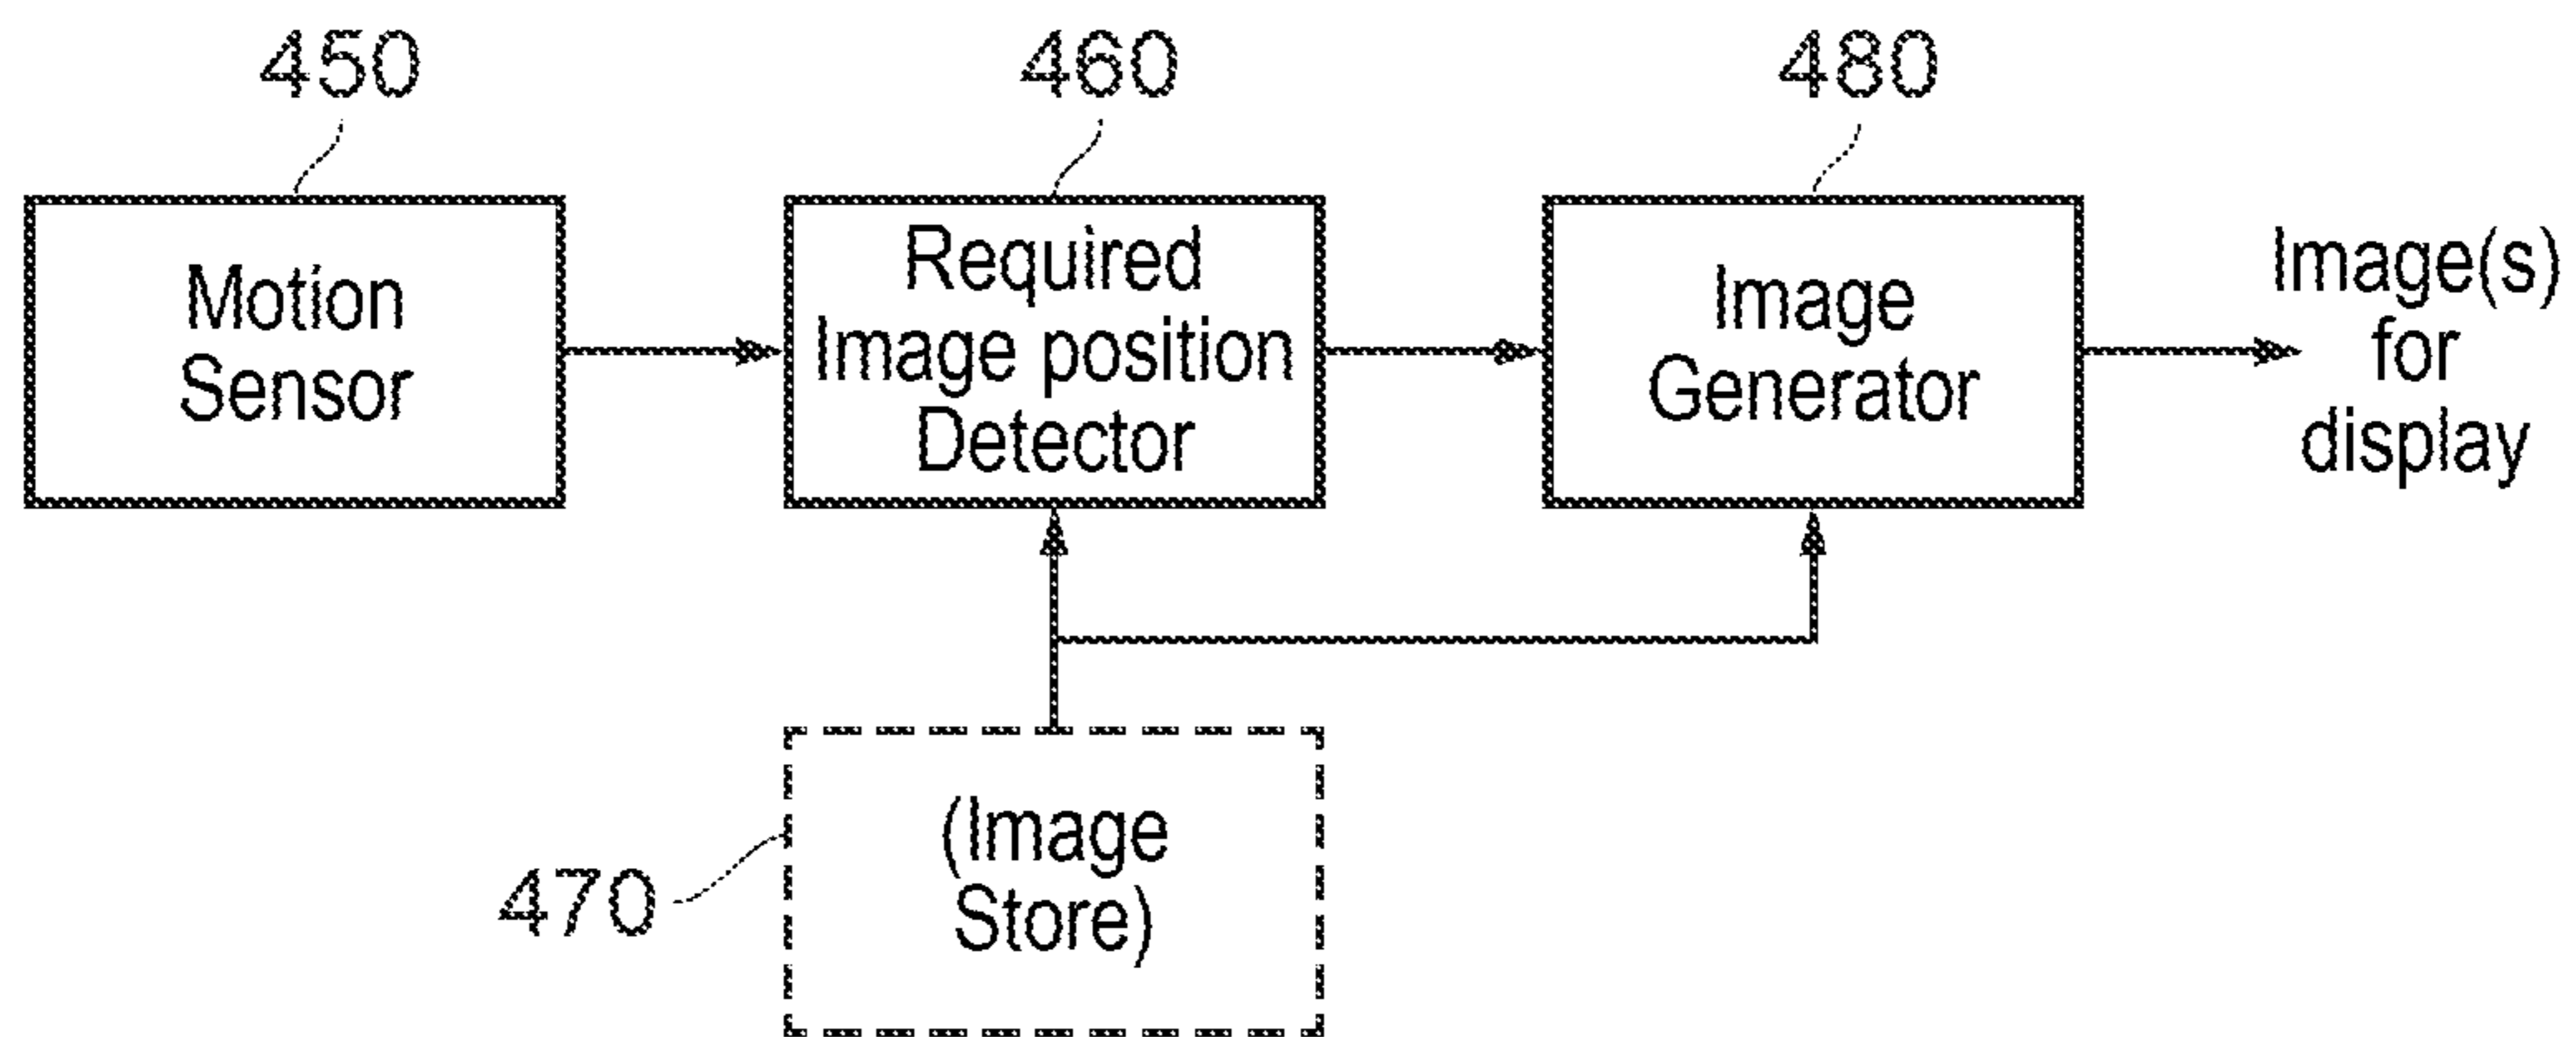 450
460
480
Motion
Sensor
Required
Image position
Detector
Image
Generator
Image(s)
for
display
470
(Image
Store)